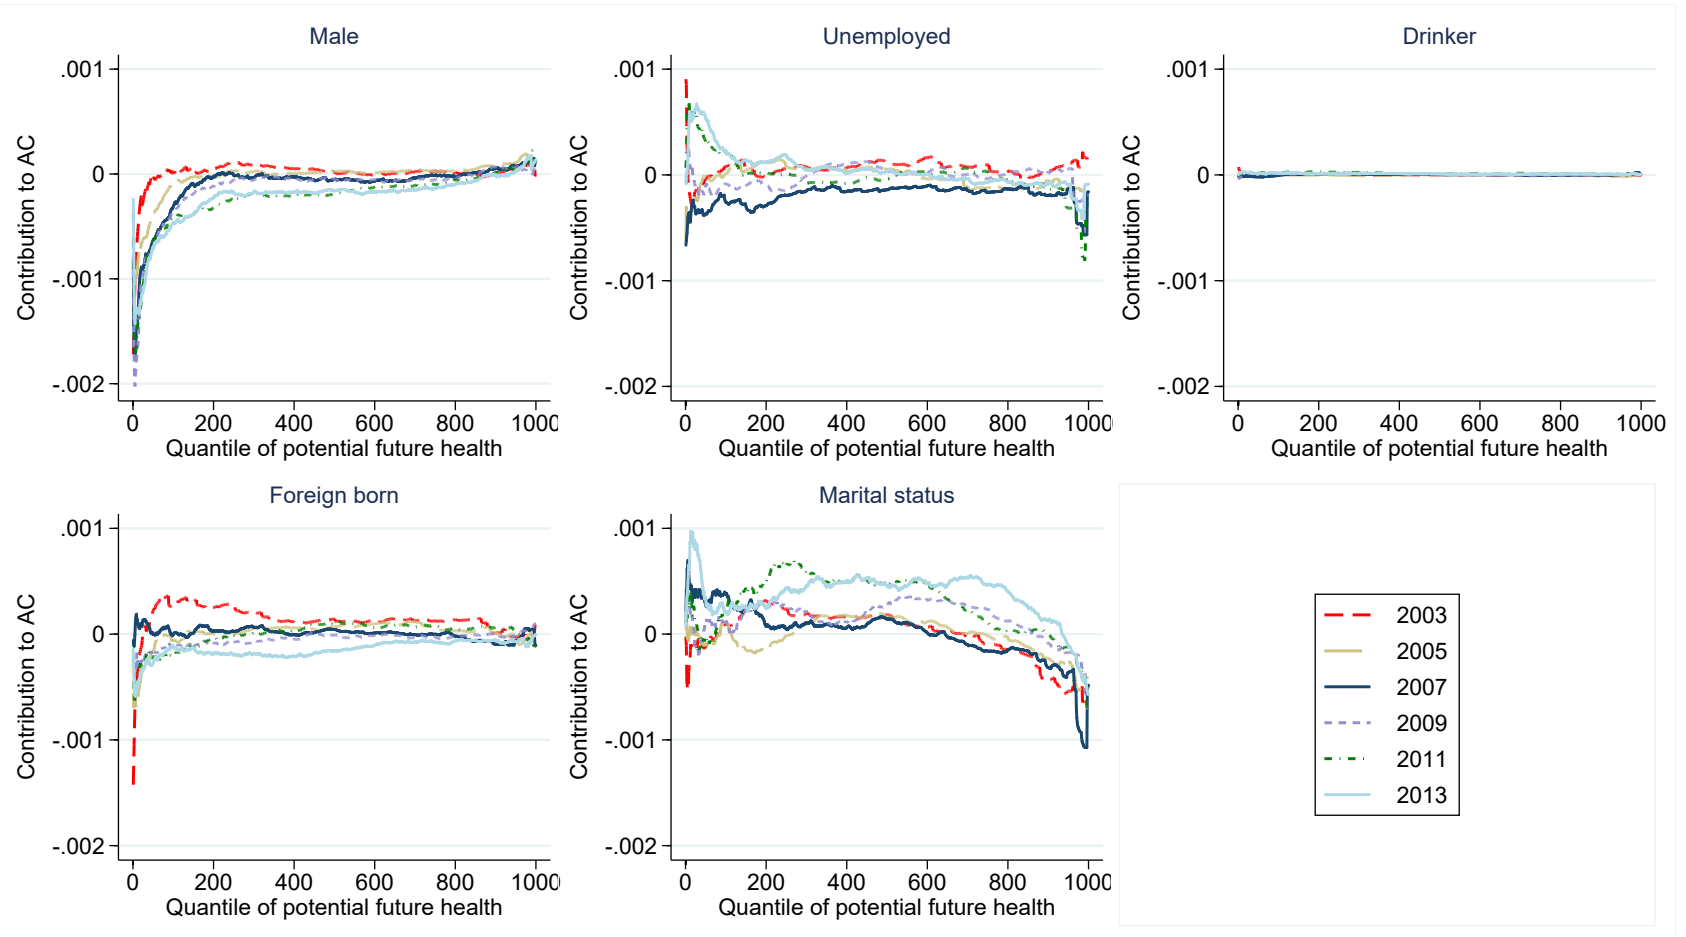 Male
.001
0
-.001
-.002
Contribution to AC
0 200 400 600 800 1000
Quantile of potential future health
Unemployed
.001
0
-.001
-.002
Contribution to AC
0 200 400 600 800 1000
Quantile of potential future health
Drinker
.001
0
-.001
-.002
Contribution to AC
0 200 400 600 800 1000
Quantile of potential future health
Foreign born
.001
0
-.001
-.002
Contribution to AC
0 200 400 600 800 1000
Quantile of potential future health
Marital status
.001
0
-.001
-.002
Contribution to AC
0 200 400 600 800 1000
Quantile of potential future health
2003
2005
2007
2009
2011
2013